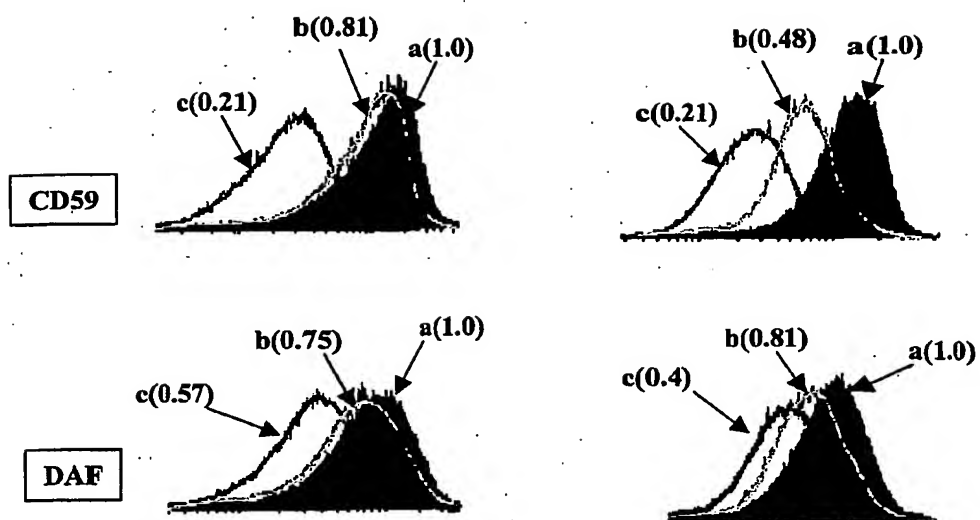 b(0.81)
a(1.0)
c(0.21)
b(0.48)
a(1.0)
c(0.21)
CD59
b(0.75)
a(1.0)
c(0.57)
b(0.81)
a(1.0)
c(0.4)
DAF